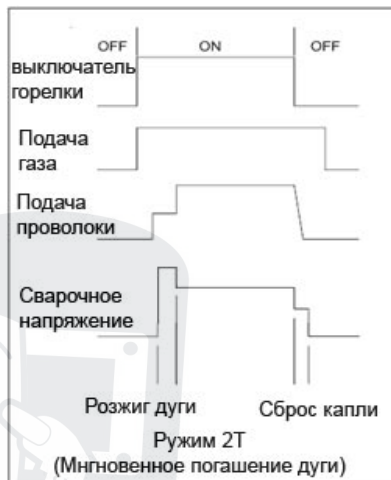 OFF ON OFF
выключатель
горелки
Подача
газа
Подача
проволоки
Сварочное
напряжение
Розжиг дуги Сброс капли
Ружим 2Т
(Мнгновенное погашение дуги)